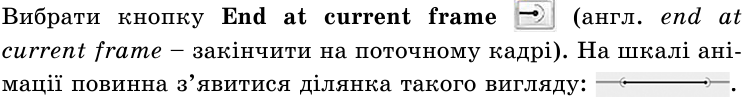 Вибрати кнопку End at current frame (англ. end at
current frame – закінчити на поточному кадрі). На шкалі ані-
мації повинна з’явитися ділянка такого вигляду: .